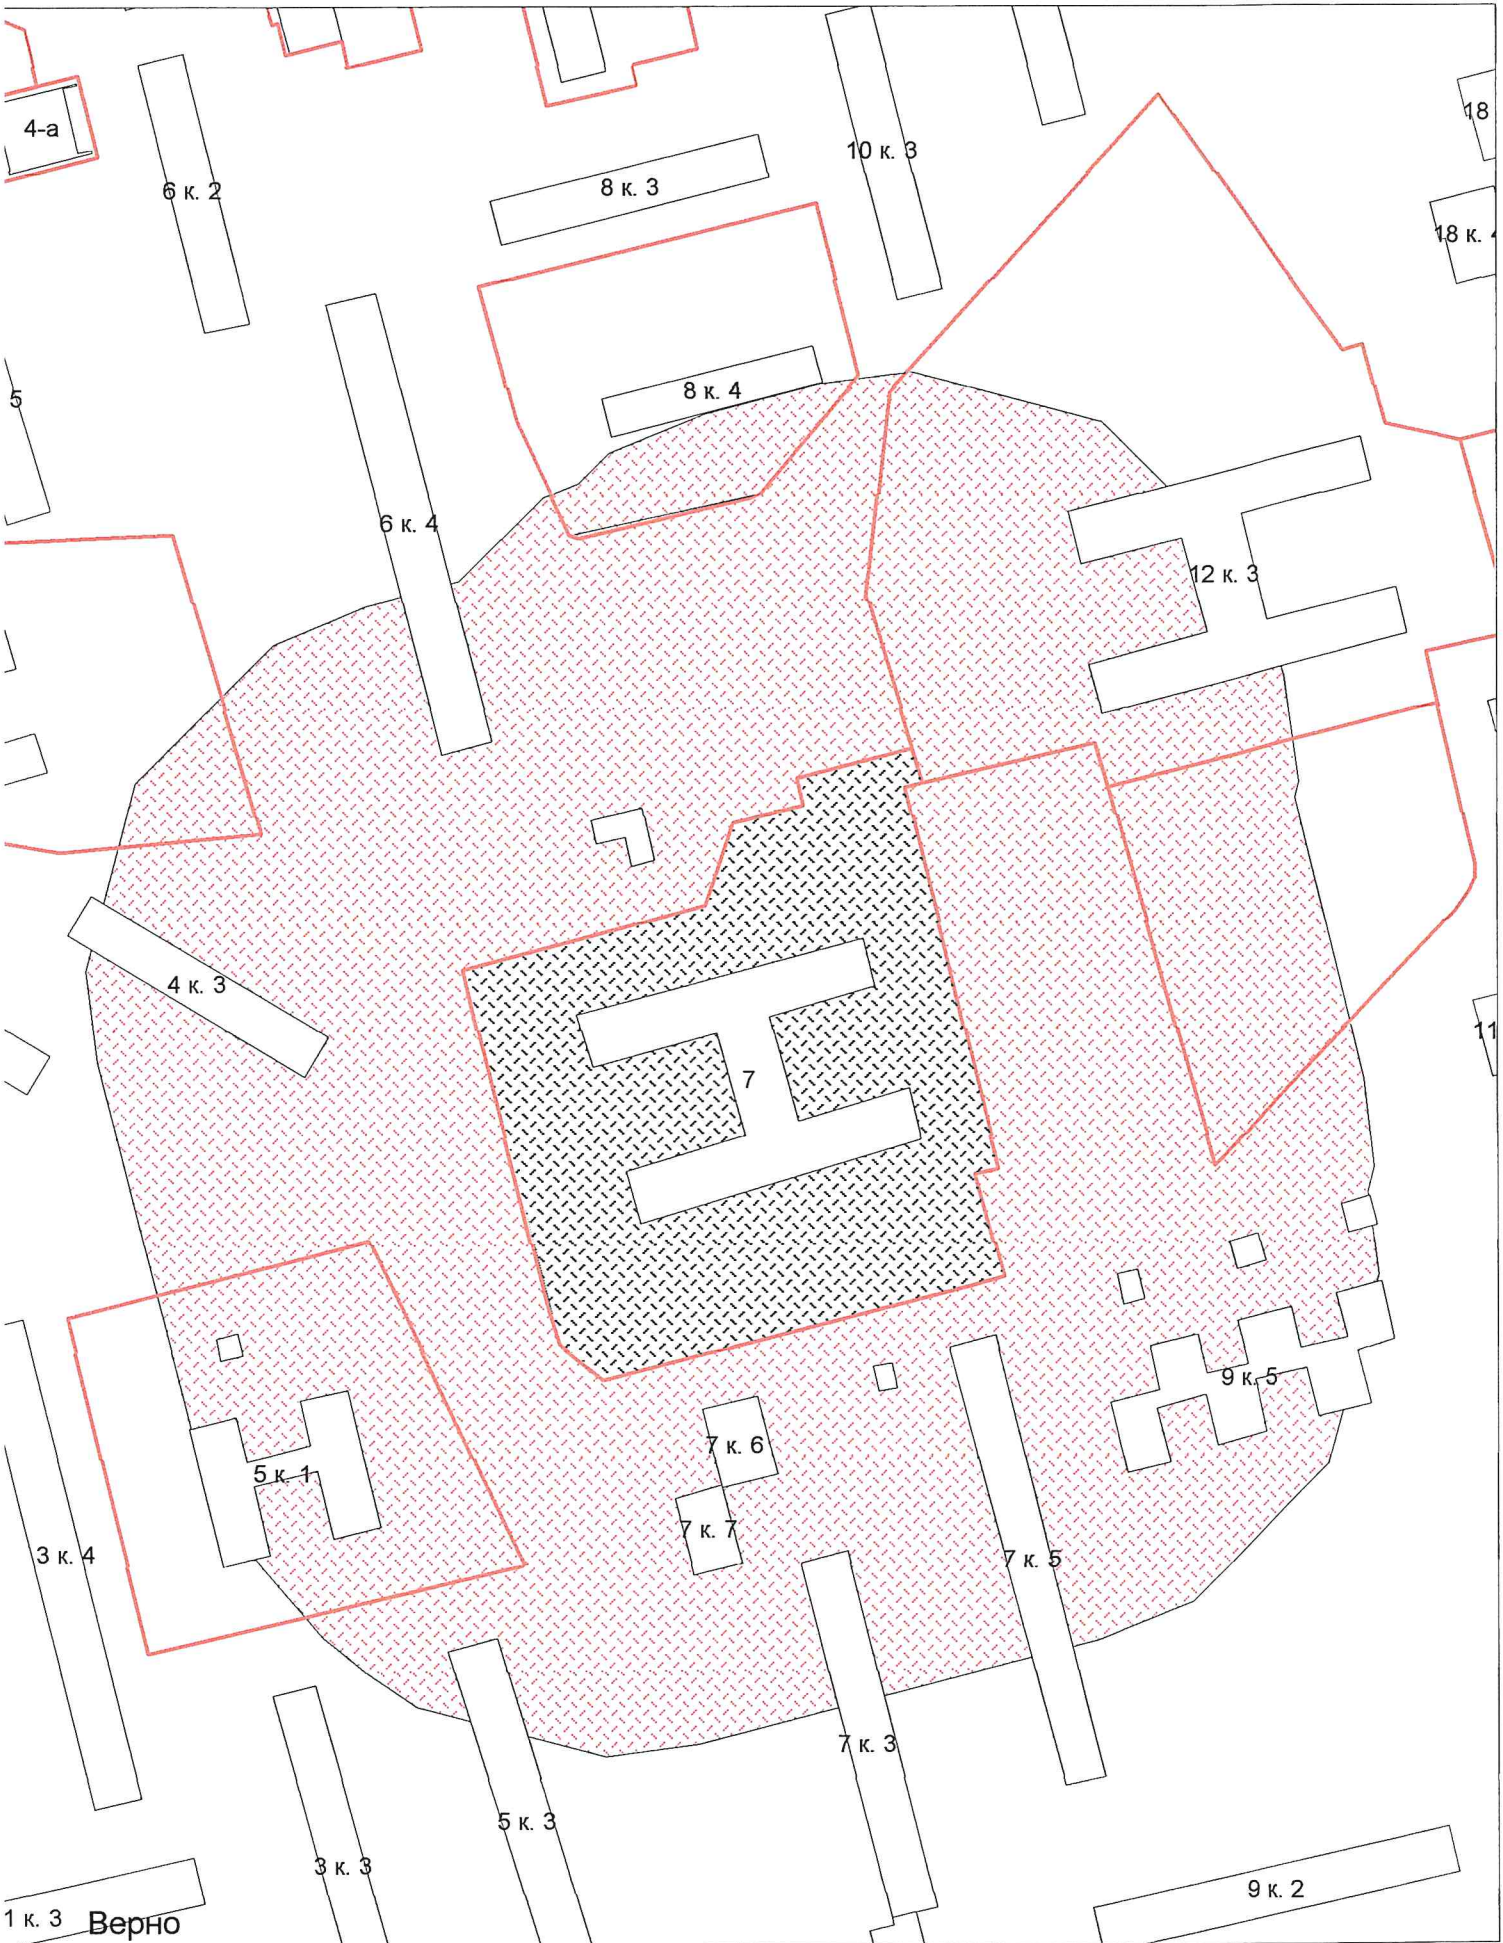 18
4-а
10 к. 3
6 к. 2
8 к. 3
18 к.
8 к. 4
5
6 к. 4
12 к. 3
4 к. 3
11
7
9 к. 5
7 к. 6
5 к. 1
7 к. 7
3 к. 4
7 к. 5
7 к. 3
5 к. 3
3 к. 3
9 к. 2
1 к. 3
Верно